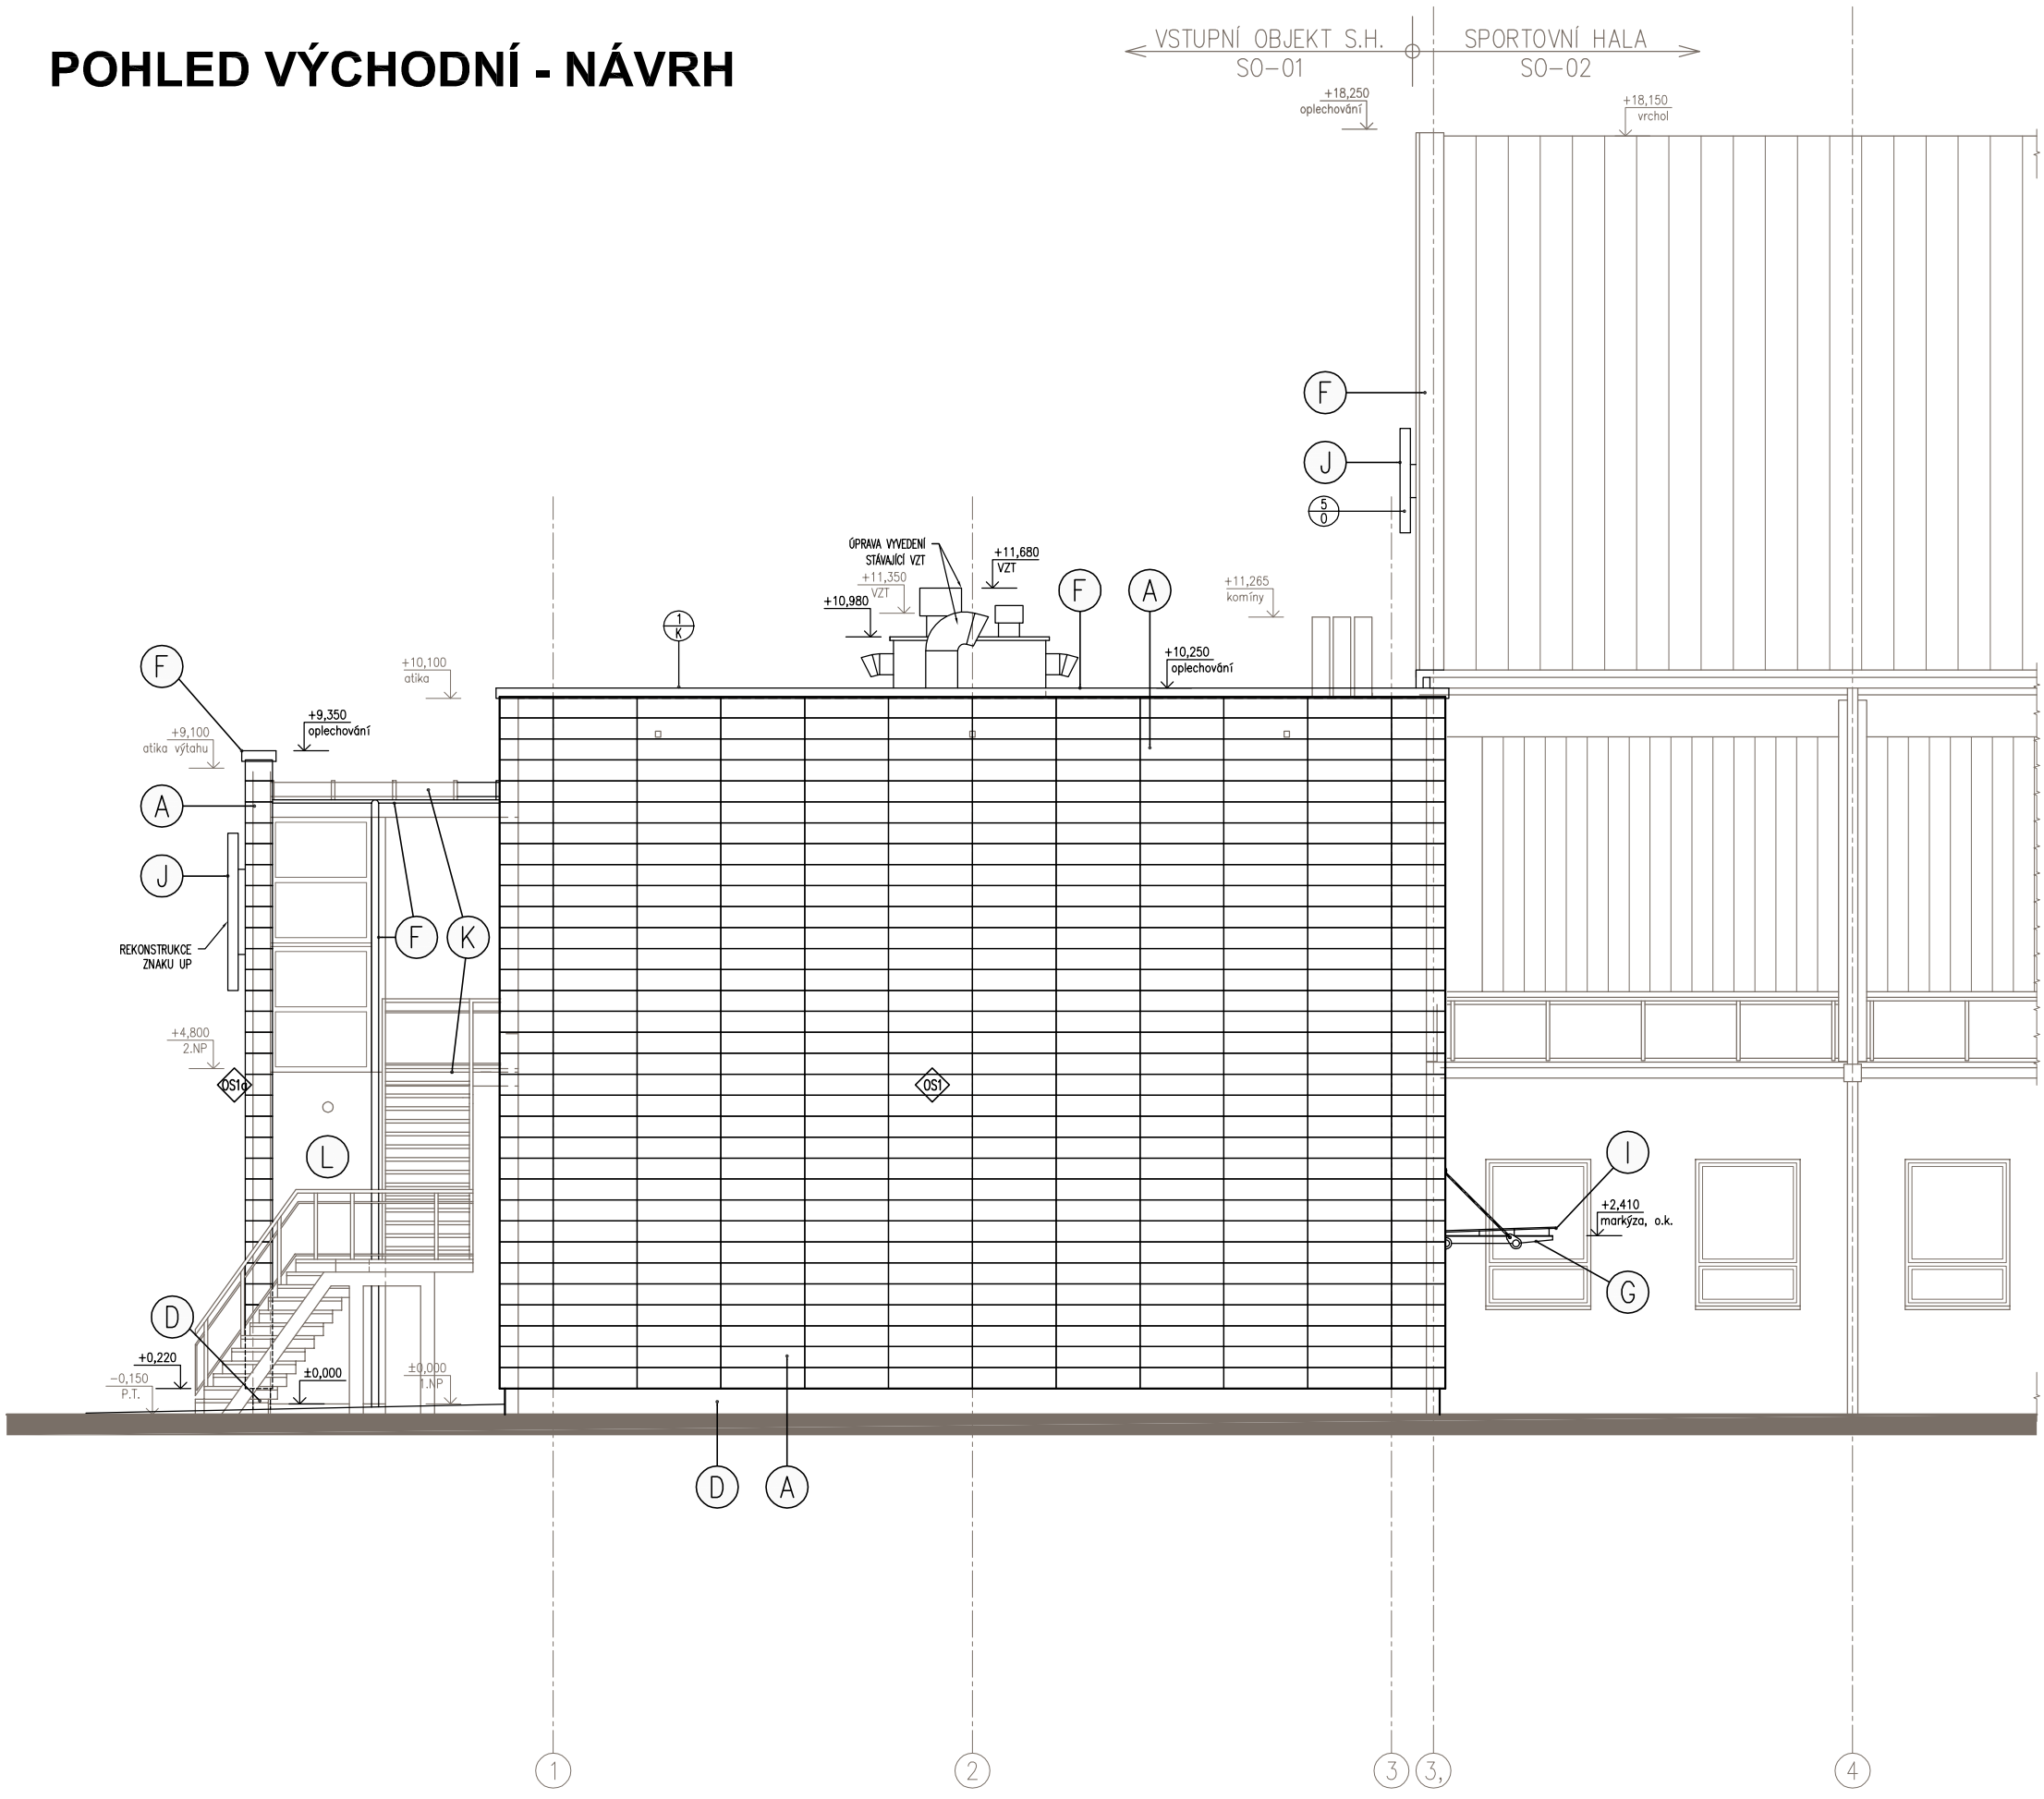 POHLED VÝCHODNÍ - NÁVRH
VSTUPNÍ OBJEKT S.H.
SO-01
SPORTOVNÍ HALA
SO-02
+18,250
oplechování
+18,150
vrchol
F
J
5
0
ÚPRAVA VYVEDENÍ
STÁVAJÍCÍ VZT
+11,680
VZT
+11,350
VZT
+10,980
F
A
+11,265
komíny
1
K
F
+10,100
atika
+10,250
oplechování
+9,350
oplechování
+9,100
atika výtahu
A
J
F
K
REKONSTRUKCE
ZNAKU UP
+4,800
2.NP
OS1a
OS1
L
I
+2,410
markýza, o.k.
G
D
+0,220
±0,000
±0,000
1.NP
-0,150
P.T.
D
A
1
2
3
3,
4